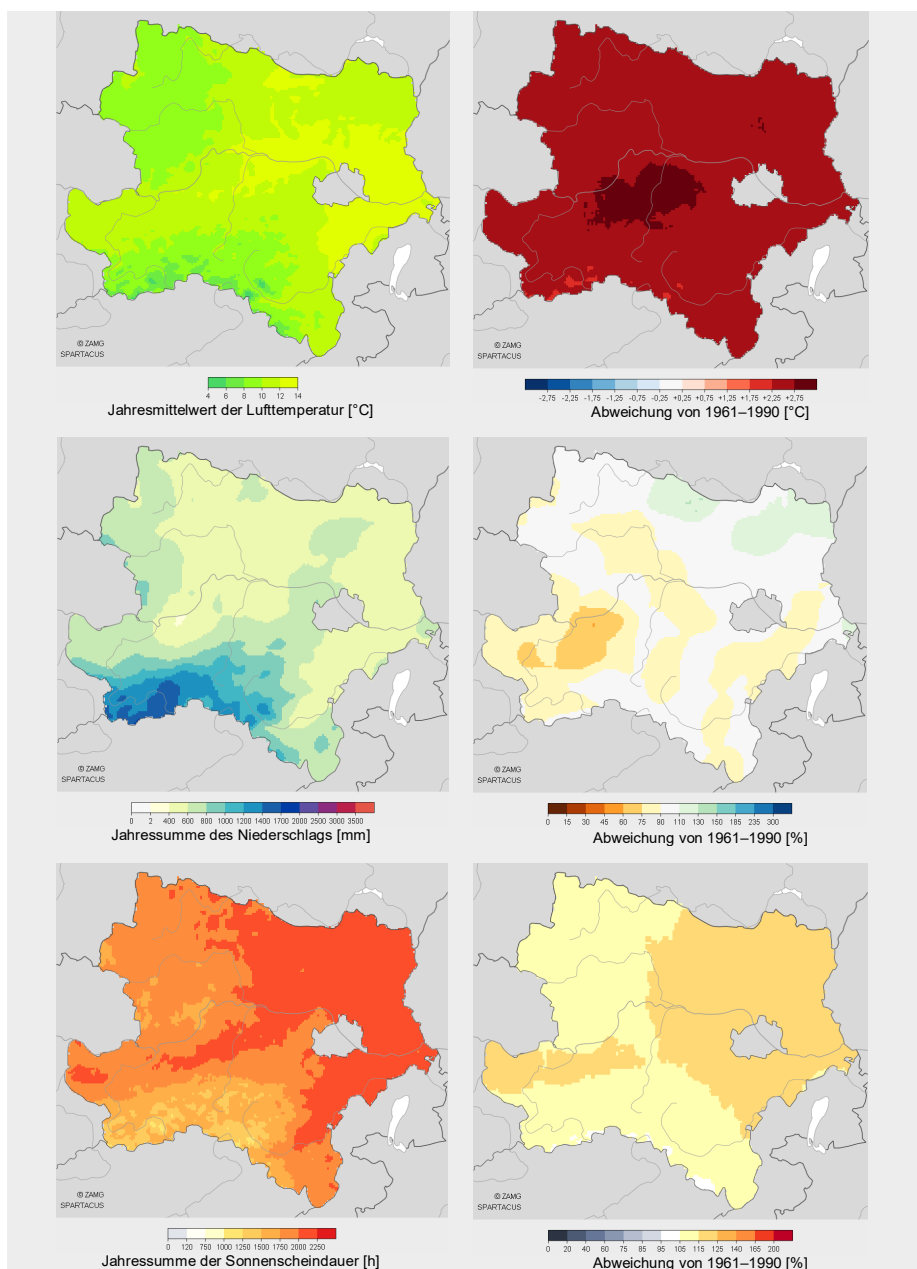 © ZAMG
SPARTACUS
© ZAMG
SPARTACUS
4 6 8 10 12 14
Jahresmittelwert der Lufttemperatur [°C]
-2,75 -2,25 -1,75 -1,25 -0,75 -0,25 +0,25 +0,75 +1,25 +1,75 +2,25 +2,75
Abweichung von 1961–1990 [°C]
© ZAMG
SPARTACUS
© ZAMG
SPARTACUS
0 2 400 600 800 1000 1200 1400 1700 2000 2500 3000 3500
Jahressumme des Niederschlags [mm]
0 15 30 45 60 75 90 110 130 150 185 235 300
Abweichung von 1961–1990 [%]
© ZAMG
SPARTACUS
© ZAMG
SPARTACUS
0 120 750 1000 1250 1500 1750 2000 2250
Jahressumme der Sonnenscheindauer [h]
0 20 40 60 75 85 95 105 115 125 140 165 200
Abweichung von 1961–1990 [%]